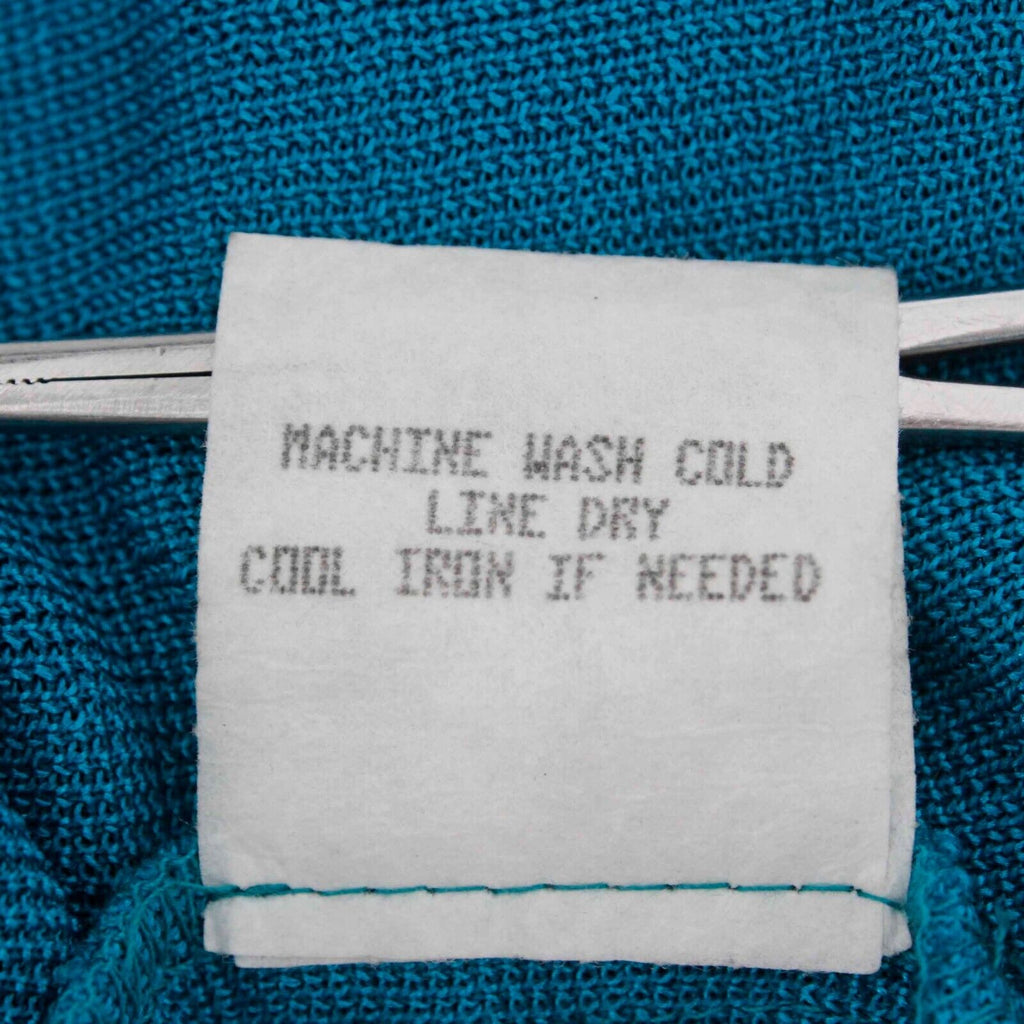 MACHINE WASH COLD
LINE DRY
COOL IRON IF NEEDED